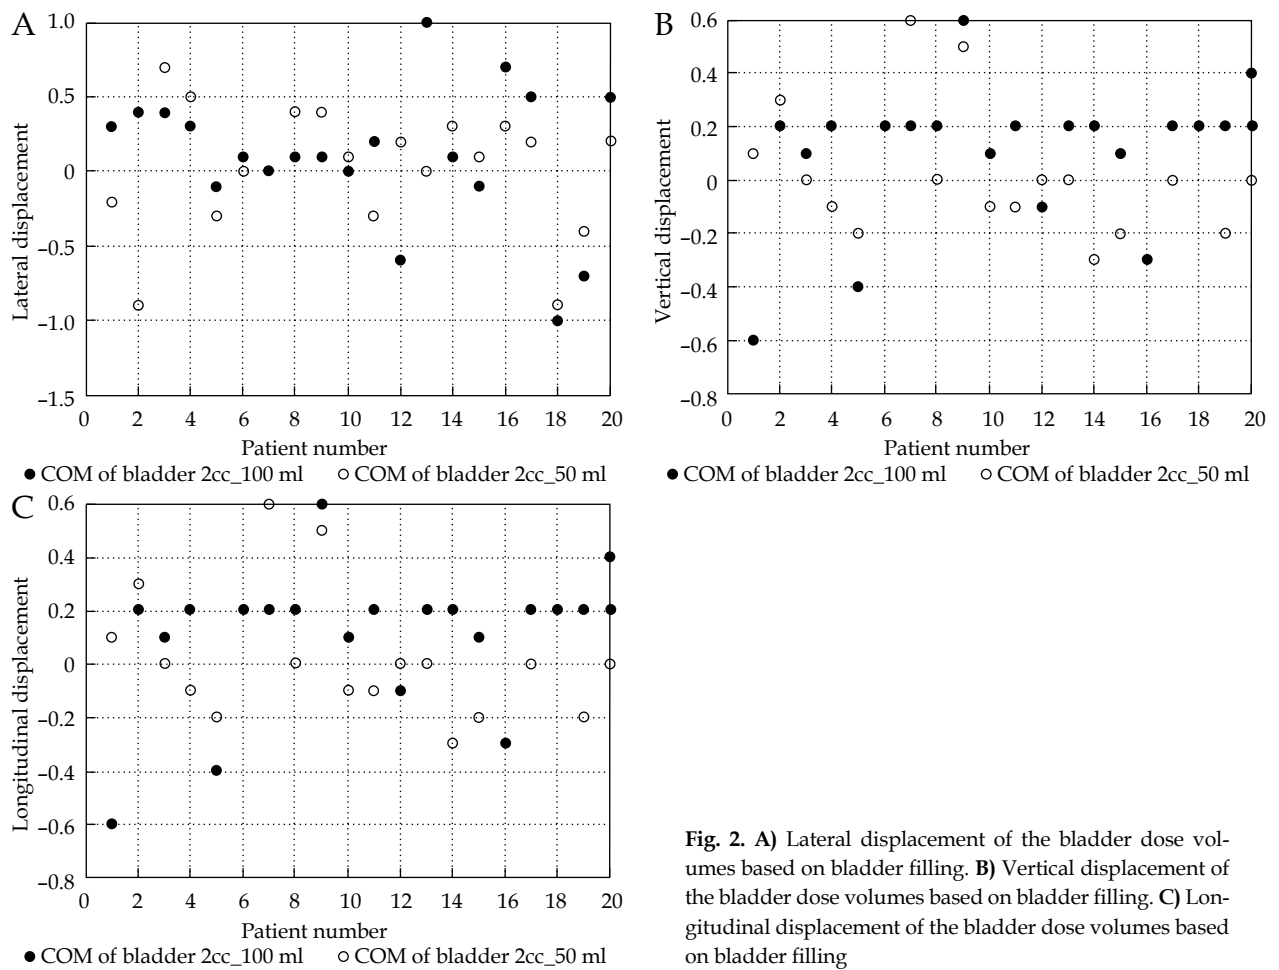 A
1.0
0.5
0
–0.5
–1.0
–1.5
Lateral displacement
0 2 4 6 8 10 12 14 16 18 20
Patient number
COM of bladder 2cc_100 ml COM of bladder 2cc_50 ml
B
0.6
0.4
0.2
0
–0.2
–0.4
–0.6
–0.8
Vertical displacement
0 2 4 6 8 10 12 14 16 18 20
Patient number
COM of bladder 2cc_100 ml COM of bladder 2cc_50 ml
C
0.6
0.4
0.2
0
–0.2
–0.4
–0.6
–0.8
Longitudinal displacement
0 2 4 6 8 10 12 14 16 18 20
Patient number
COM of bladder 2cc_100 ml COM of bladder 2cc_50 ml
Fig. 2. A) Lateral displacement of the bladder dose vol-
umes based on bladder filling. B) Vertical displacement of
the bladder dose volumes based on bladder filling. C) Lon-
gitudinal displacement of the bladder dose volumes based
on bladder filling